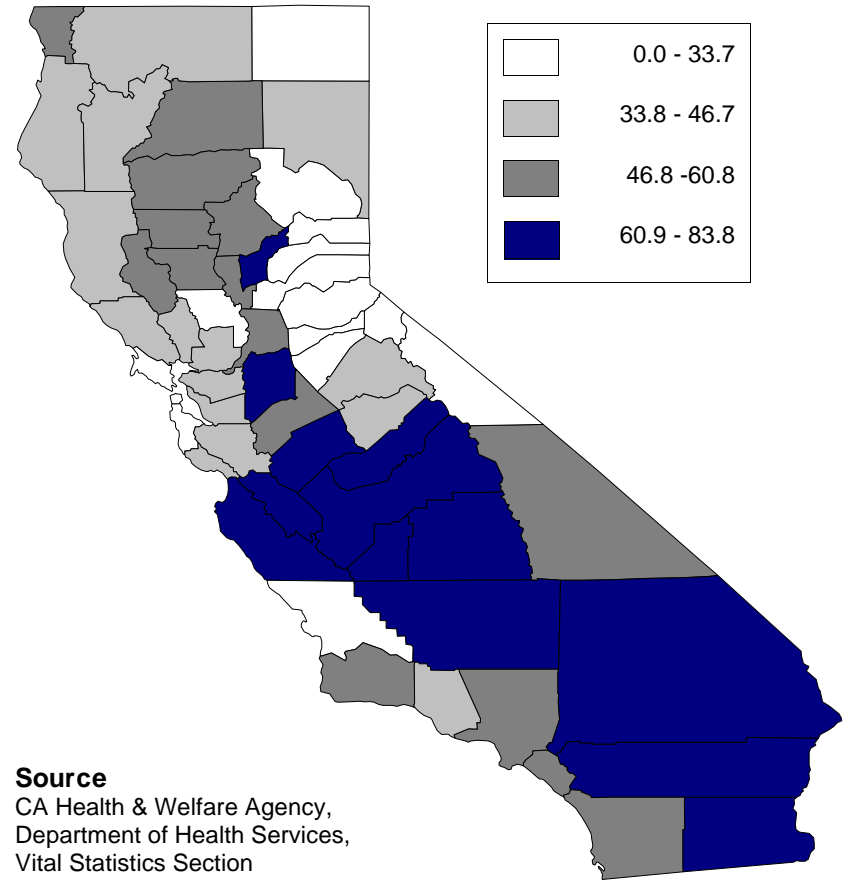 0.0 - 33.7
33.8 - 46.7
46.8 -60.8
60.9 - 83.8
Source
CA Health & Welfare Agency,
Department of Health Services,
Vital Statistics Section